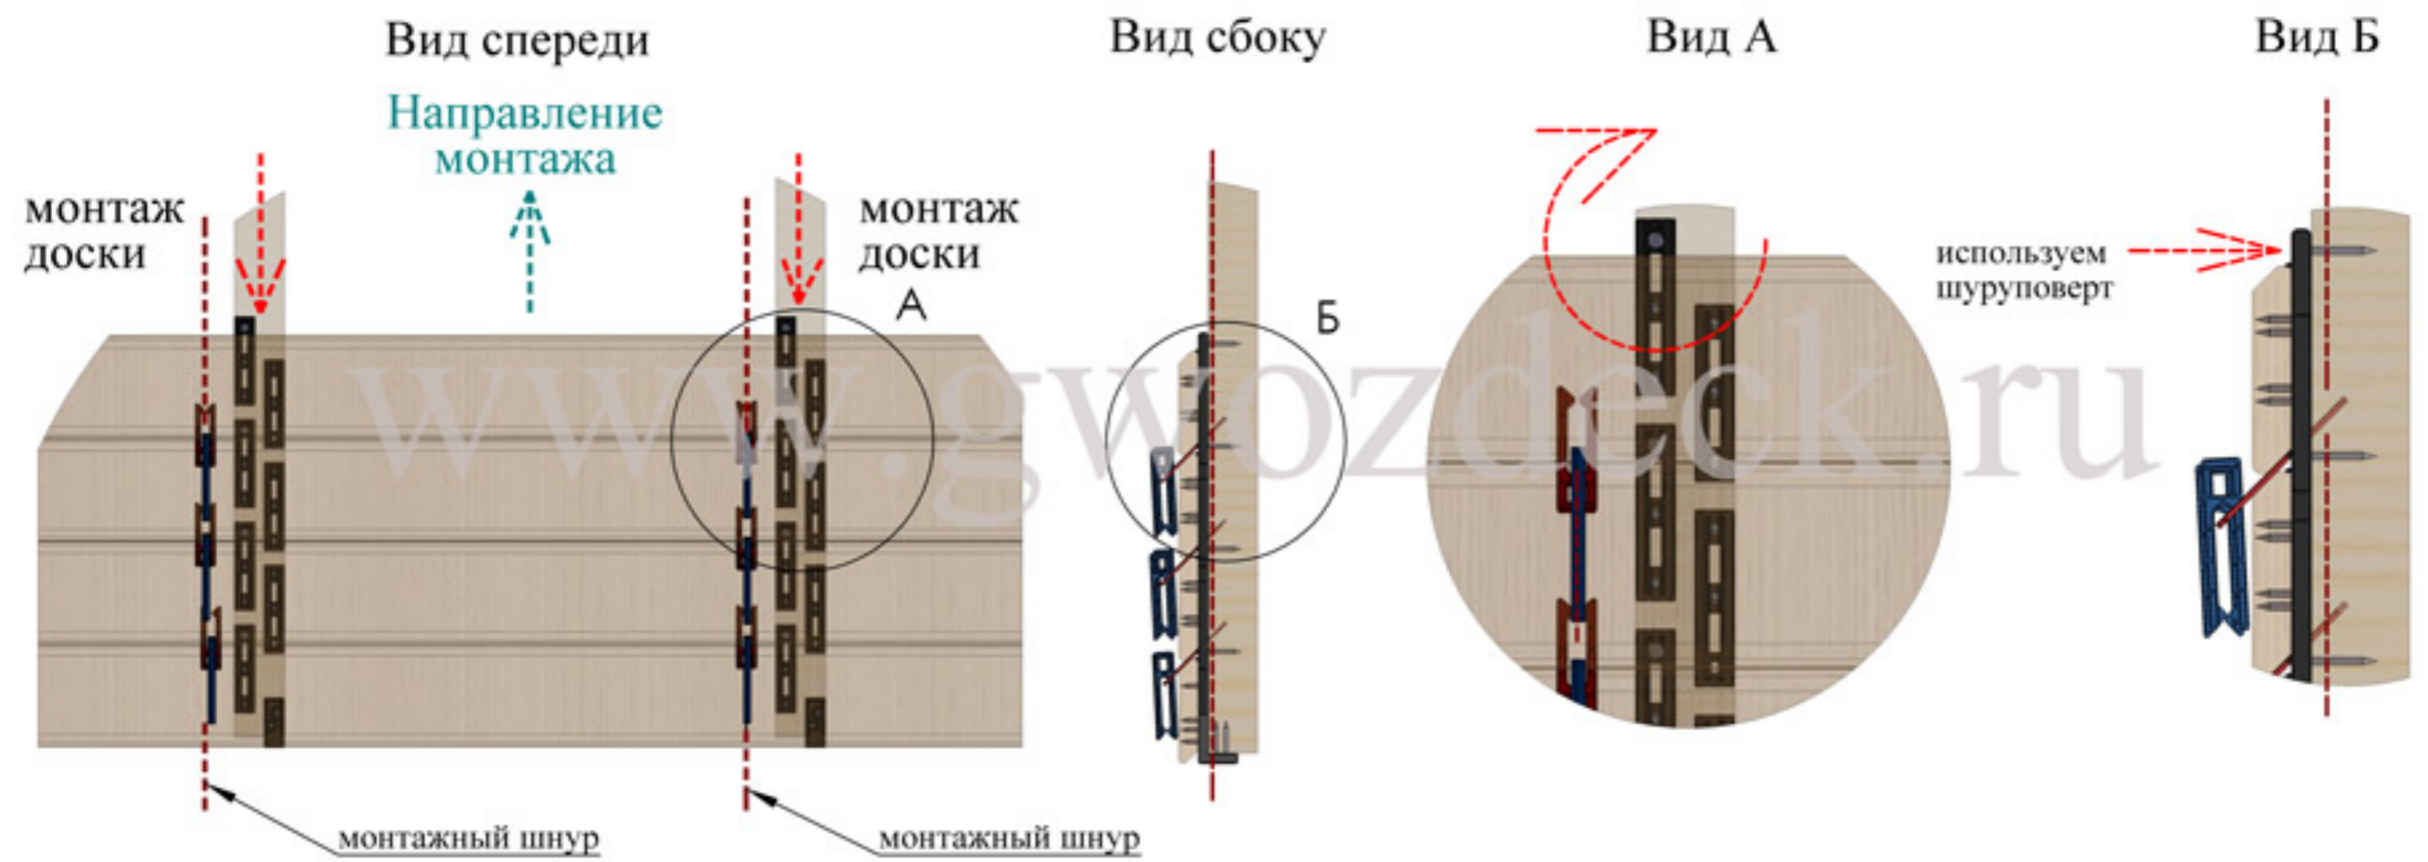 Вид спереди
Направление
монтажа
монтаж
доски
монтаж
доски
А
монтажный шнур
монтажный шнур
Вид сбоку
Б
Вид А
Вид Б
используем
шуруповерт
www.gwozdeck.ru